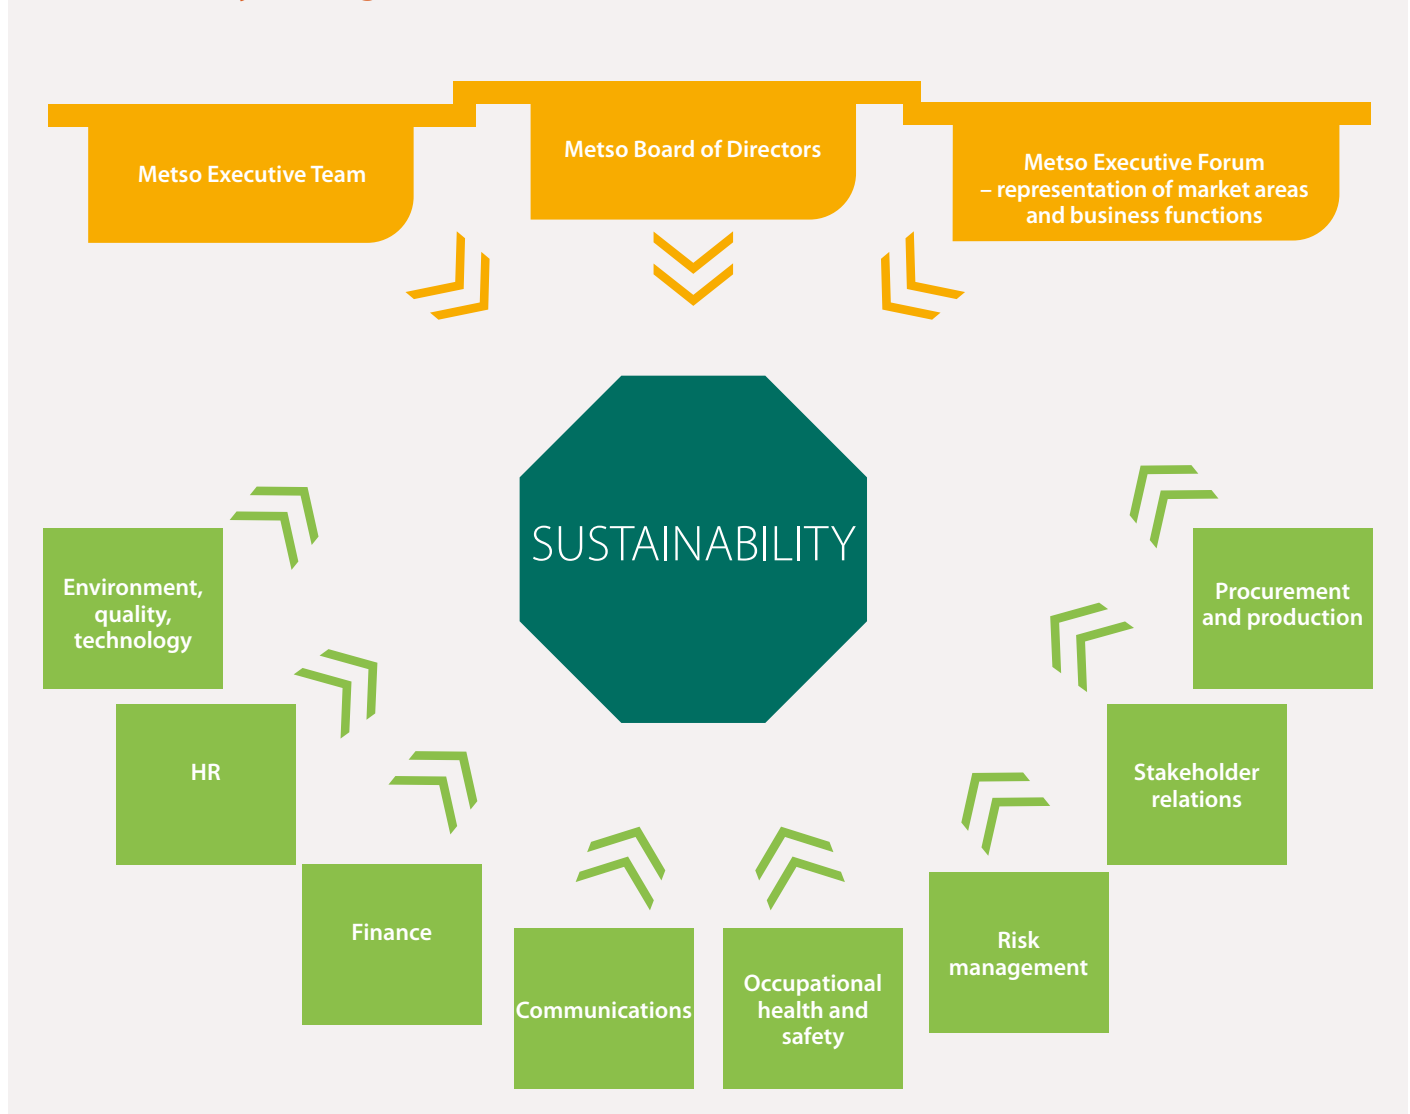 Metso Executive Team
Metso Board of Directors
Metso Executive Forum
– representation of market areas
and business functions
SUSTAINABILITY
Environment,
quality,
technology
HR
Finance
Communications
Occupational
health and
safety
Risk
management
Stakeholder
relations
Procurement
and production